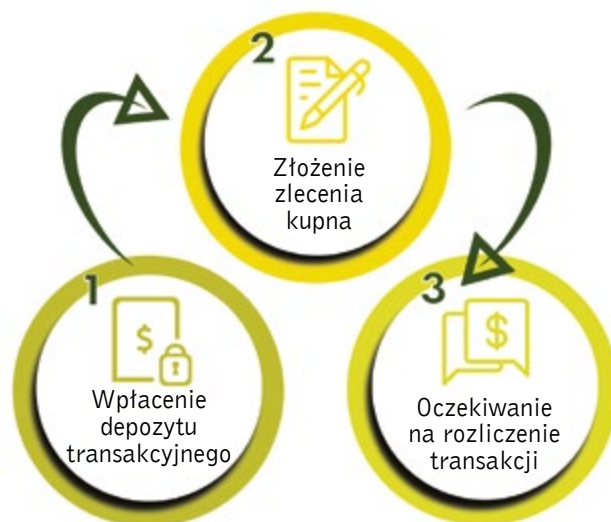 1
Wpłacenie
depozytu
transakcyjnego
2
Złożenie
zlecenia
kupna
3
Oczekiwanie
na rozliczenie
transakcji
$
$